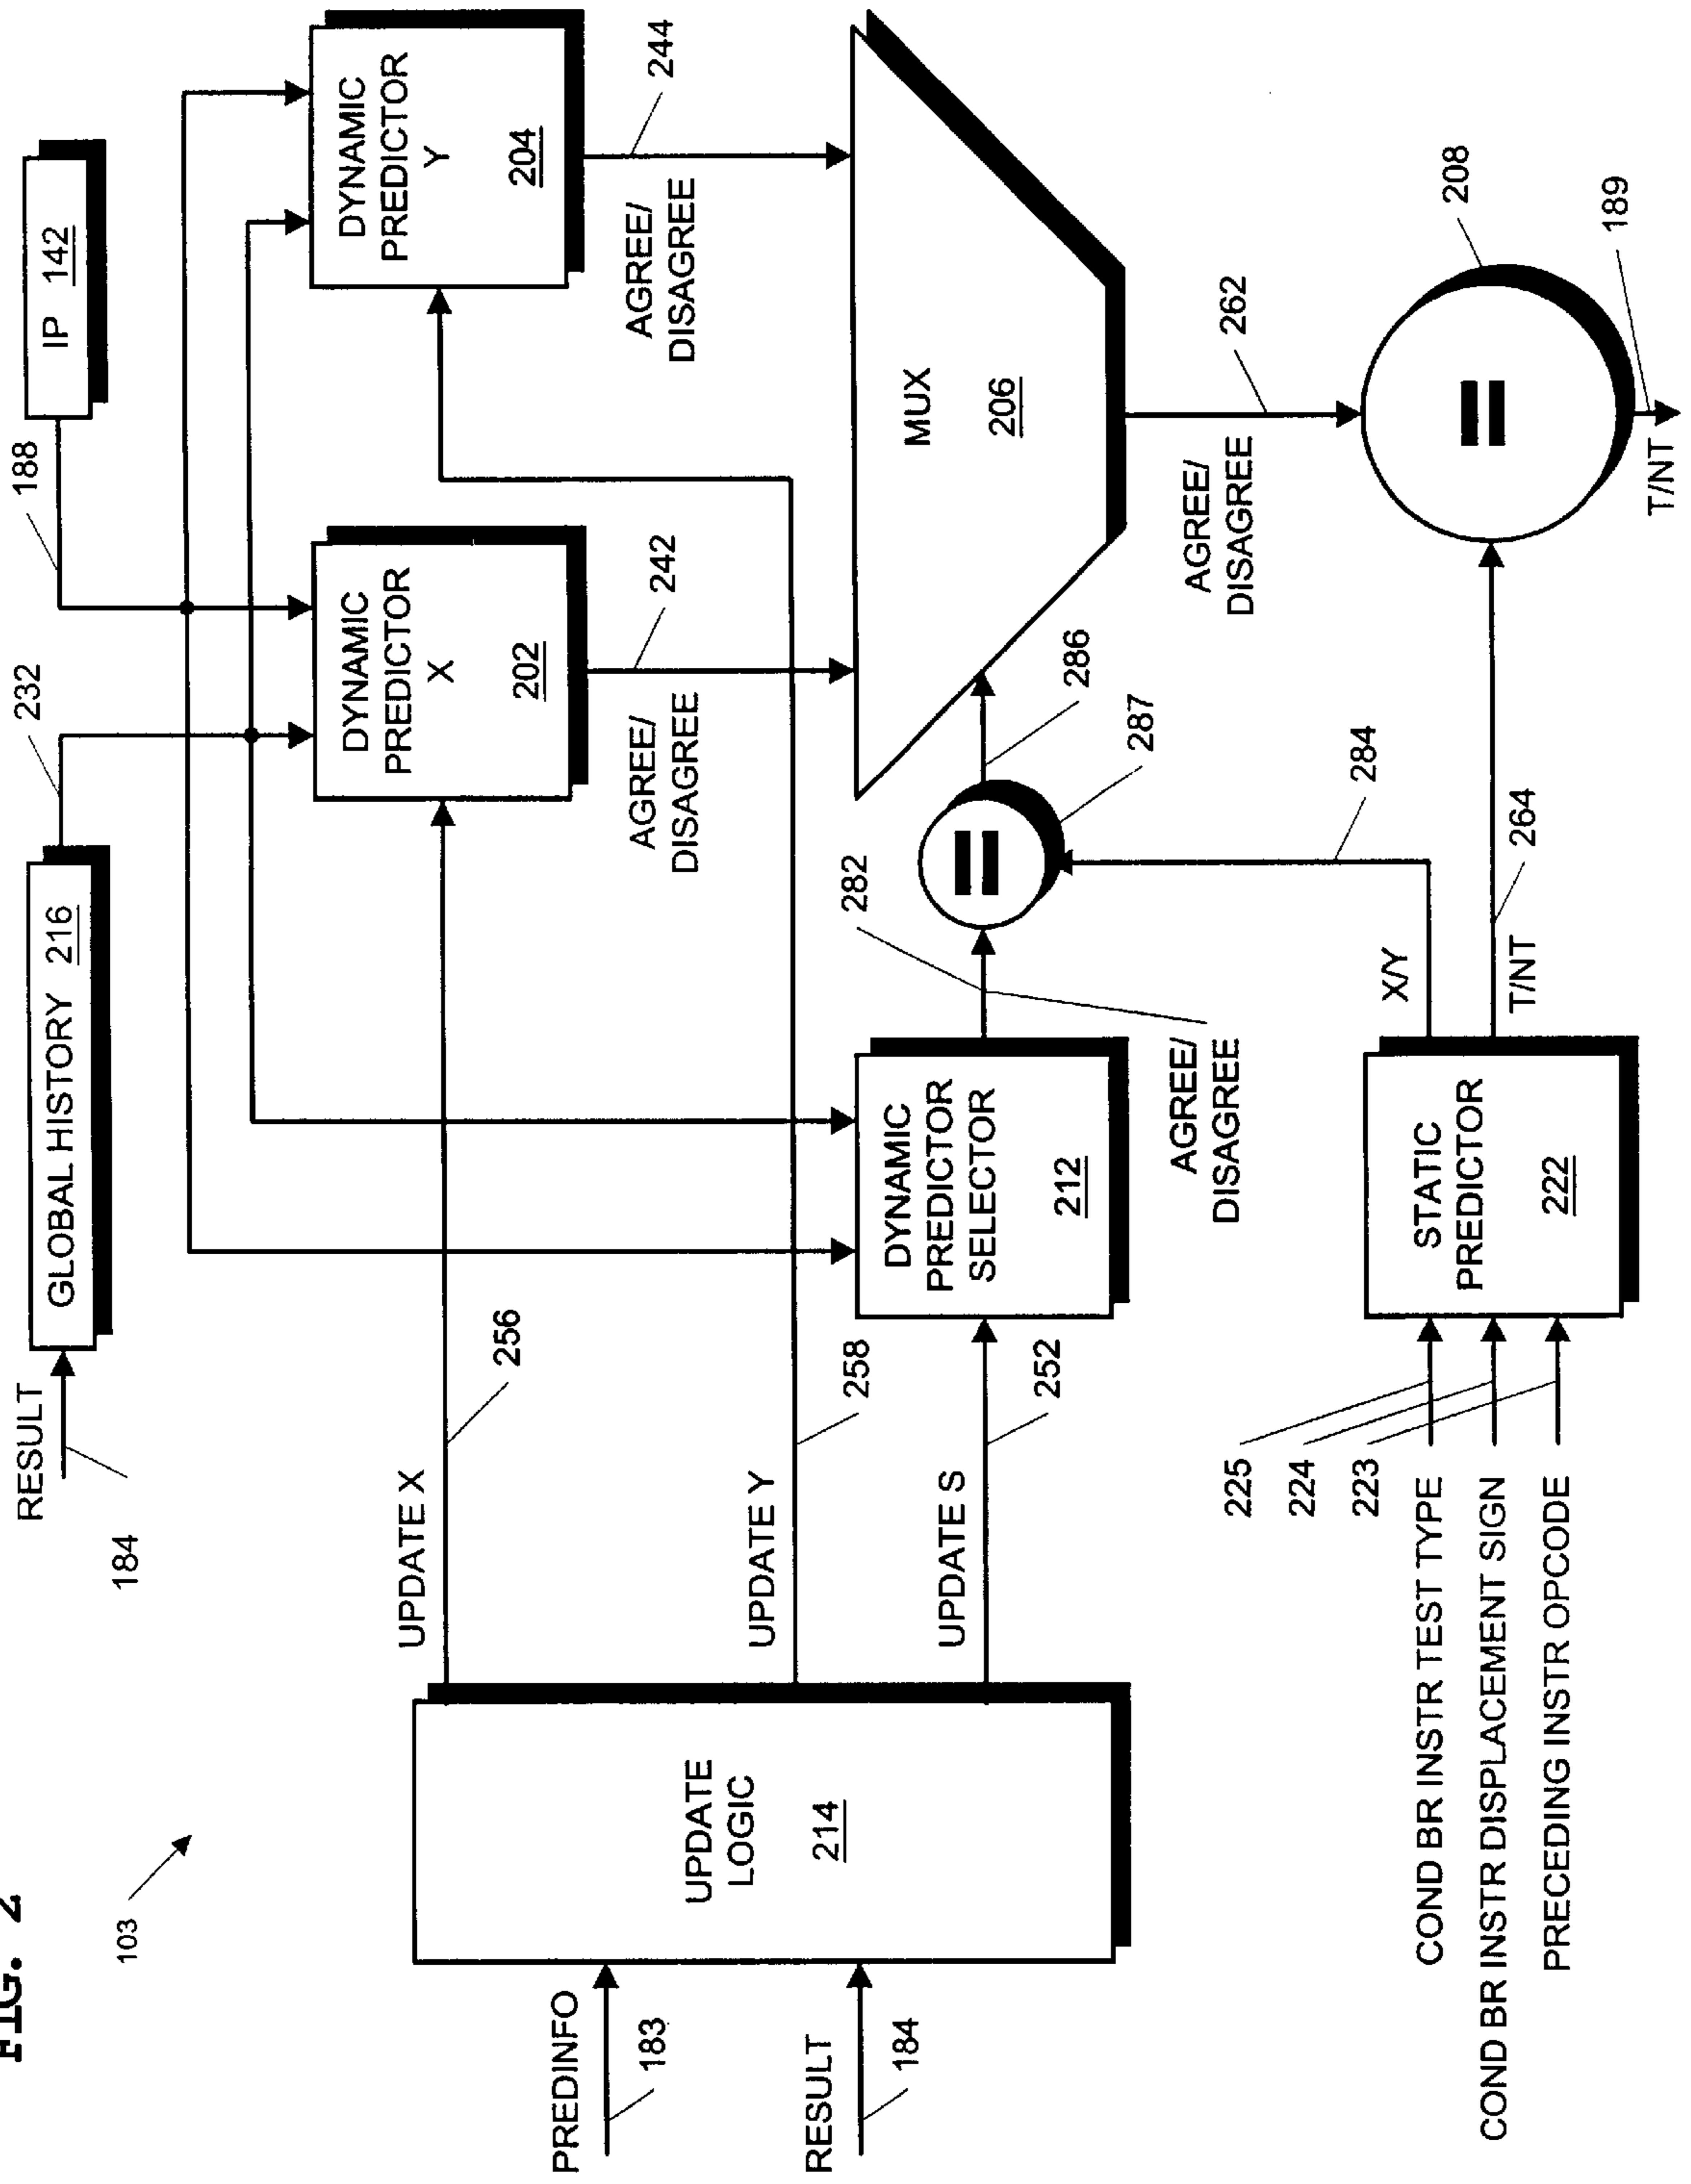 FIG. 2
103
RESULT
184
GLOBAL HISTORY 216
232
188
IP 142
DYNAMIC
PREDICTOR
X
202
DYNAMIC
PREDICTOR
Y
204
UPDATE X
256
UPDATE Y
258
UPDATE S
252
PREDINFO
183
RESULT
184
UPDATE
LOGIC
214
AGREE/
DISAGREE
242
AGREE/
DISAGREE
244
DYNAMIC
PREDICTOR
SELECTOR
212
282
AGREE/
DISAGREE
=
287
286
MUX
206
AGREE/
DISAGREE
262
225
224
223
COND BR INSTR TEST TYPE
COND BR INSTR DISPLACEMENT SIGN
PRECEDING INSTR OPCODE
STATIC
PREDICTOR
222
X/Y
284
T/NT
264
=
208
T/NT
189